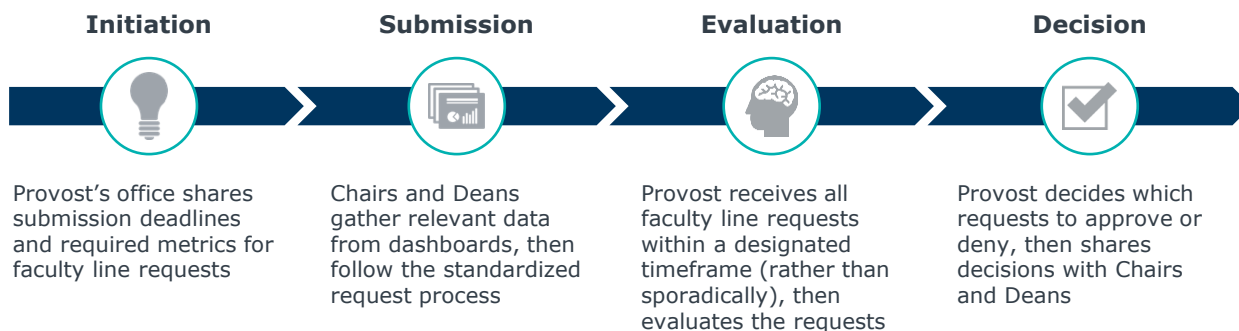 Initiation
Provost’s office shares
submission deadlines
and required metrics for
faculty line requests
Submission
Chairs and Deans
gather relevant data
from dashboards, then
follow the standardized
request process
Evaluation
Provost receives all
faculty line requests
within a designated
timeframe (rather than
sporadically), then
evaluates the requests
Decision
Provost decides which
requests to approve or
deny, then shares
decisions with Chairs
and Deans